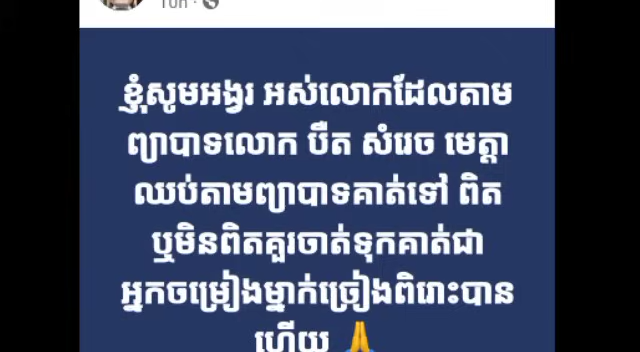 10h ·
ខ្ញុំសូមអង្វរ អស់លោកដែលតាម
ព្យាបាទលោក ប៊ឺត សំរេច មេត្តា
ឈប់តាមព្យាបាទគាត់ទៅ ពិត
ឬមិនពិតគួរចាត់ទុកគាត់ជា
អ្នកចម្រៀងម្នាក់ច្រៀងពិរោះបាន
ហើយ 🙏